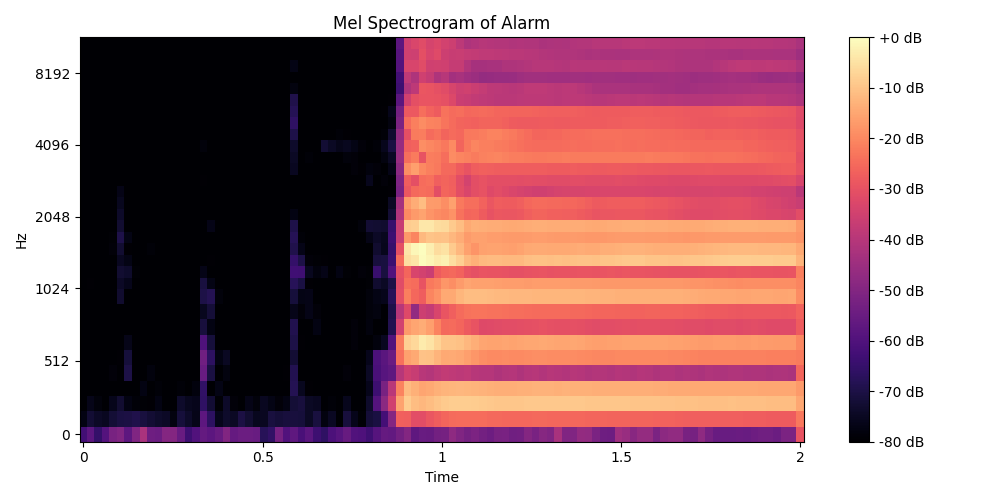 Mel Spectrogram of Alarm
Hz
8192
4096
2048
1024
512
0
0
0.5
1
1.5
2
Time
+0 dB
-10 dB
-20 dB
-30 dB
-40 dB
-50 dB
-60 dB
-70 dB
-80 dB